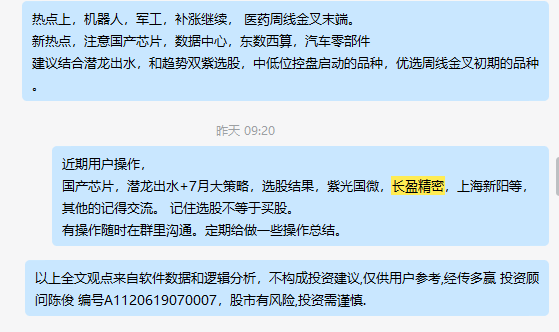 热点上，机器人，军工，补涨继续， 医药周线金叉末端。
新热点，注意国产芯片，数据中心，东数西算，汽车零部件
建议结合潜龙出水，和趋势双紫选股，中低位控盘启动的品种，优选周线金叉初期的品种
。
昨天 09:20
近期用户操作，
国产芯片，潜龙出水+7月大策略，选股结果，紫光国微，长盈精密，上海新阳等，
其他的记得交流。 记住选股不等于买股。
有操作随时在群里沟通。定期给做一些操作总结。
以上全文观点来自软件数据和逻辑分析，不构成投资建议,仅供用户参考,经传多赢 投资顾
问陈俊 编号A1120619070007，股市有风险,投资需谨慎.